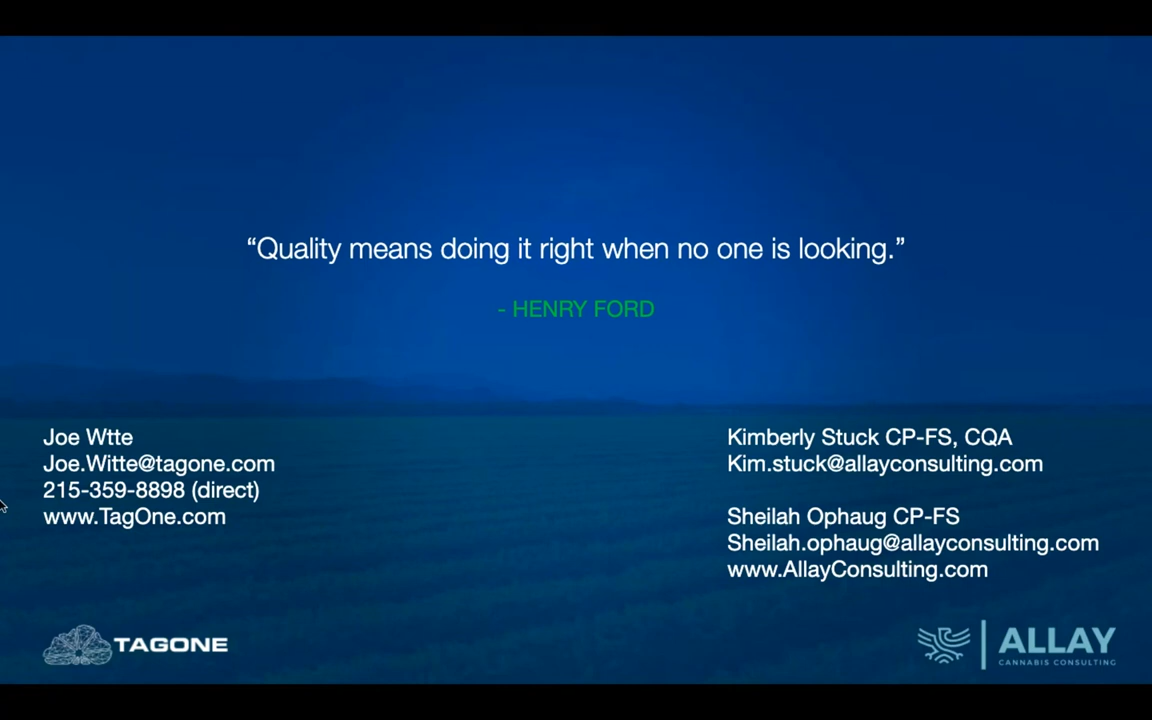 “Quality means doing it right when no one is looking.”
- HENRY FORD
Joe Wtte
Joe.Witte@tagone.com
215-359-8898 (direct)
www.TagOne.com
Kimberly Stuck CP-FS, CQA
Kim.stuck@allayconsulting.com
Sheilah Ophaug CP-FS
Sheilah.ophaug@allayconsulting.com
www.AllayConsulting.com
TAGONE
ALLAY
CANNABIS CONSULTING